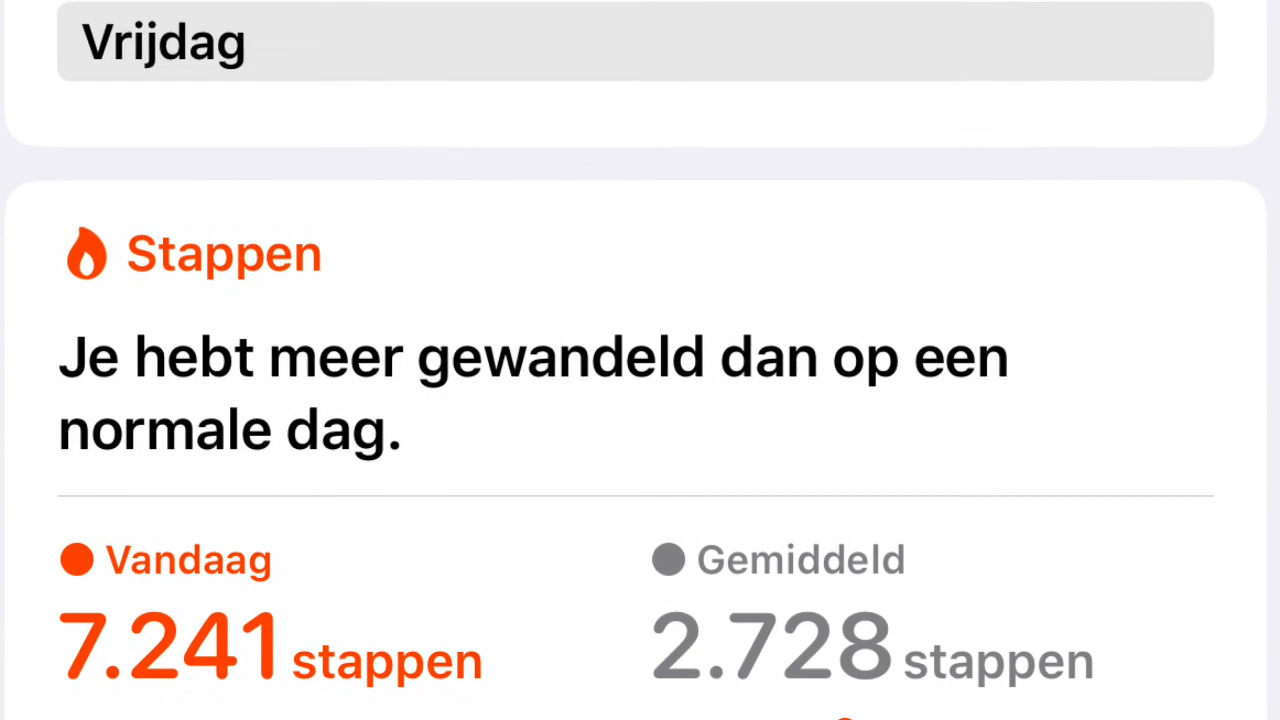 Vrijdag
Stappen
Je hebt meer gewandeld dan op een
normale dag.
Vandaag
Gemiddeld
7.241 stappen
2.728 stappen